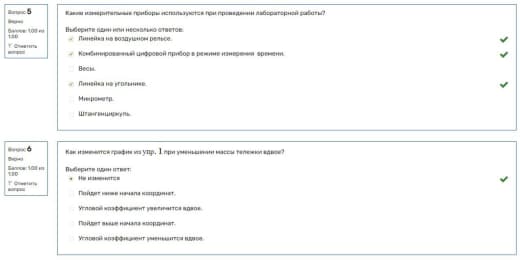 Вопрос 5
Верно
Баллов: 1,00 из
1,00
Отметить
вопрос
Какие измерительные приборы используются при проведении лабораторной работы?
Выберите один или несколько ответов:
Линейка на воздушном рельсе.
Комбинированный цифровой прибор в режиме измерения времени.
Весы.
Линейка на угольнике.
Микрометр.
Штангенциркуль.
Вопрос 6
Верно
Баллов: 1,00 из
1,00
Отметить
вопрос
Как изменится график из упр. 1 при уменьшении массы тележки вдвое?
Выберите один ответ:
Не изменится
Пойдет ниже начала координат.
Угловой коэффициент увеличится вдвое.
Пойдет выше начала координат.
Угловой коэффициент уменьшится вдвое.